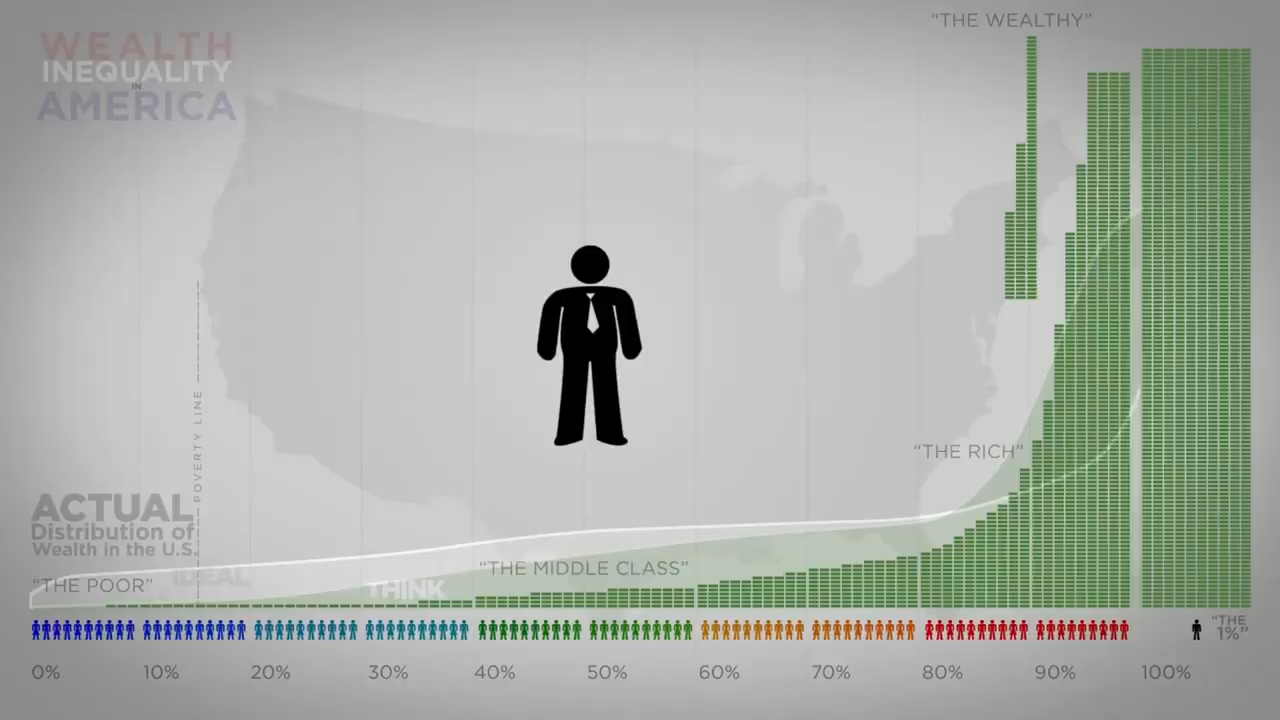 "THE WEALTHY"
WEALTH
INEQUALITY
IN
AMERICA
POVERTY LINE
"THE RICH"
ACTUAL
Distribution of
Wealth in the U.S.
"THE MIDDLE CLASS"
"THE POOR"
IDEAL
THINK
"THE
1%"
0%
10%
20%
30%
40%
50%
60%
70%
80%
90%
100%